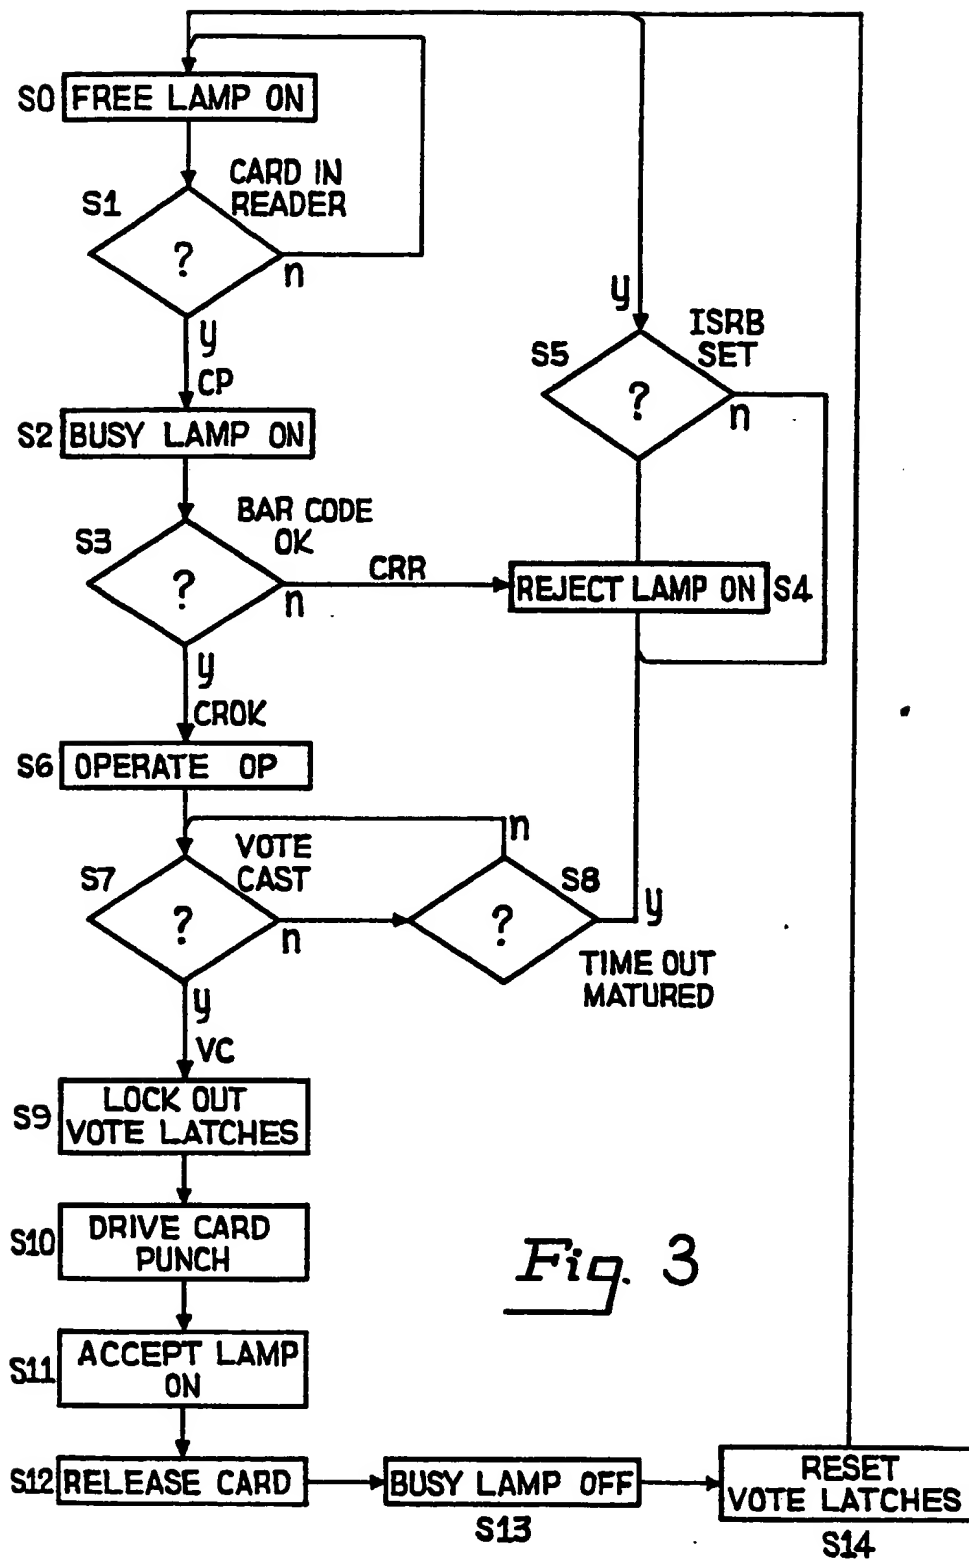 S0 FREE LAMP ON
CARD IN
READER
S1
?
n
y
CP
S2 BUSY LAMP ON
BAR CODE
OK
S3
?
n
CRR
y
CROK
REJECT LAMP ON S4
y
ISRB
SET
S5
?
n
S6 OPERATE OP
VOTE
CAST
S7
?
n
y
VC
n
S8
?
y
TIME OUT
MATURED
S9
LOCK OUT
VOTE LATCHES
S10
DRIVE CARD
PUNCH
S11
ACCEPT LAMP
ON
S12 RELEASE CARD
BUSY LAMP OFF
S13
RESET
VOTE LATCHES
S14
Fig. 3